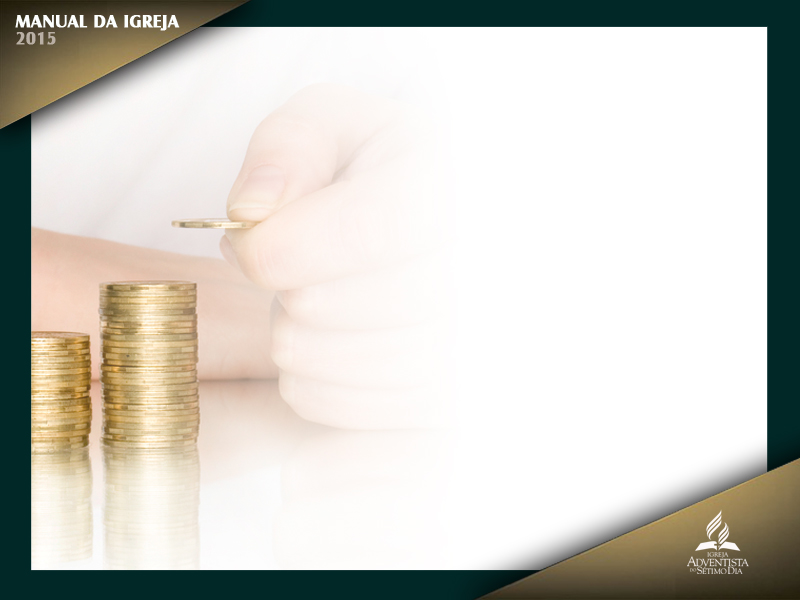 MANUAL DA IGREJA
2015
IGREJA
ADVENTISTA
DO SÉTIMO DIA